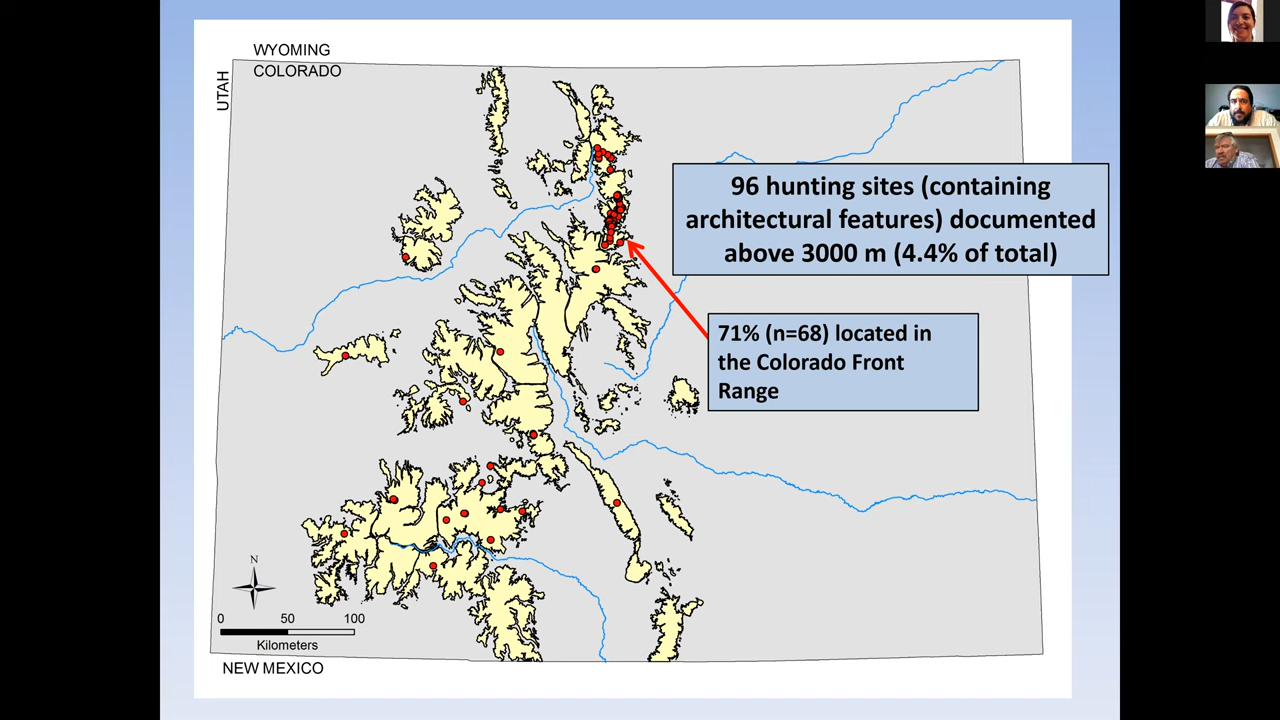 WYOMING
COLORADO
UTAH
96 hunting sites (containing
architectural features) documented
above 3000 m (4.4% of total)
71% (n=68) located in
the Colorado Front
Range
N
0 50 100
Kilometers
NEW MEXICO